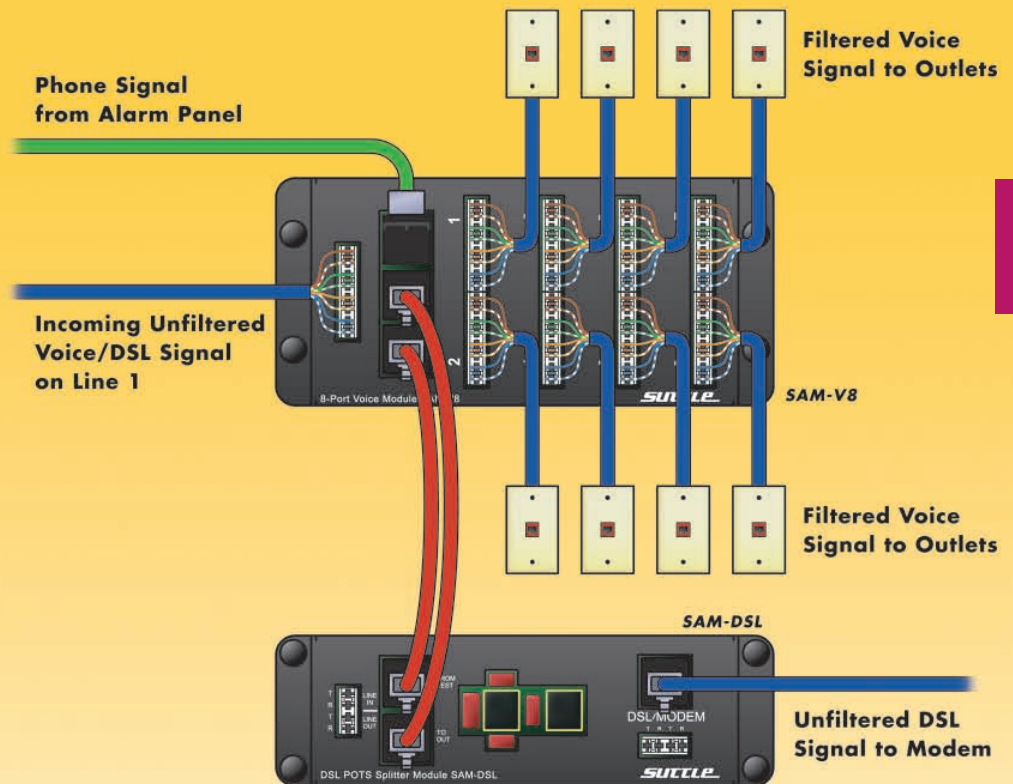 Filtered Voice
Signal to Outlets
Phone Signal
from Alarm Panel
1
Incoming Unfiltered
Voice/DSL Signal
on Line 1
2
8-Port Voice Module
SUTTLE
SAM-V8
Filtered Voice
Signal to Outlets
SAM-DSL
T
R
T
R
LINE
IN
LINE
OUT
TO
OUT
DSL/MODEM
T R T R
Unfiltered DSL
Signal to Modem
DSL POTS Splitter Module SAM-DSL
SUTTLE